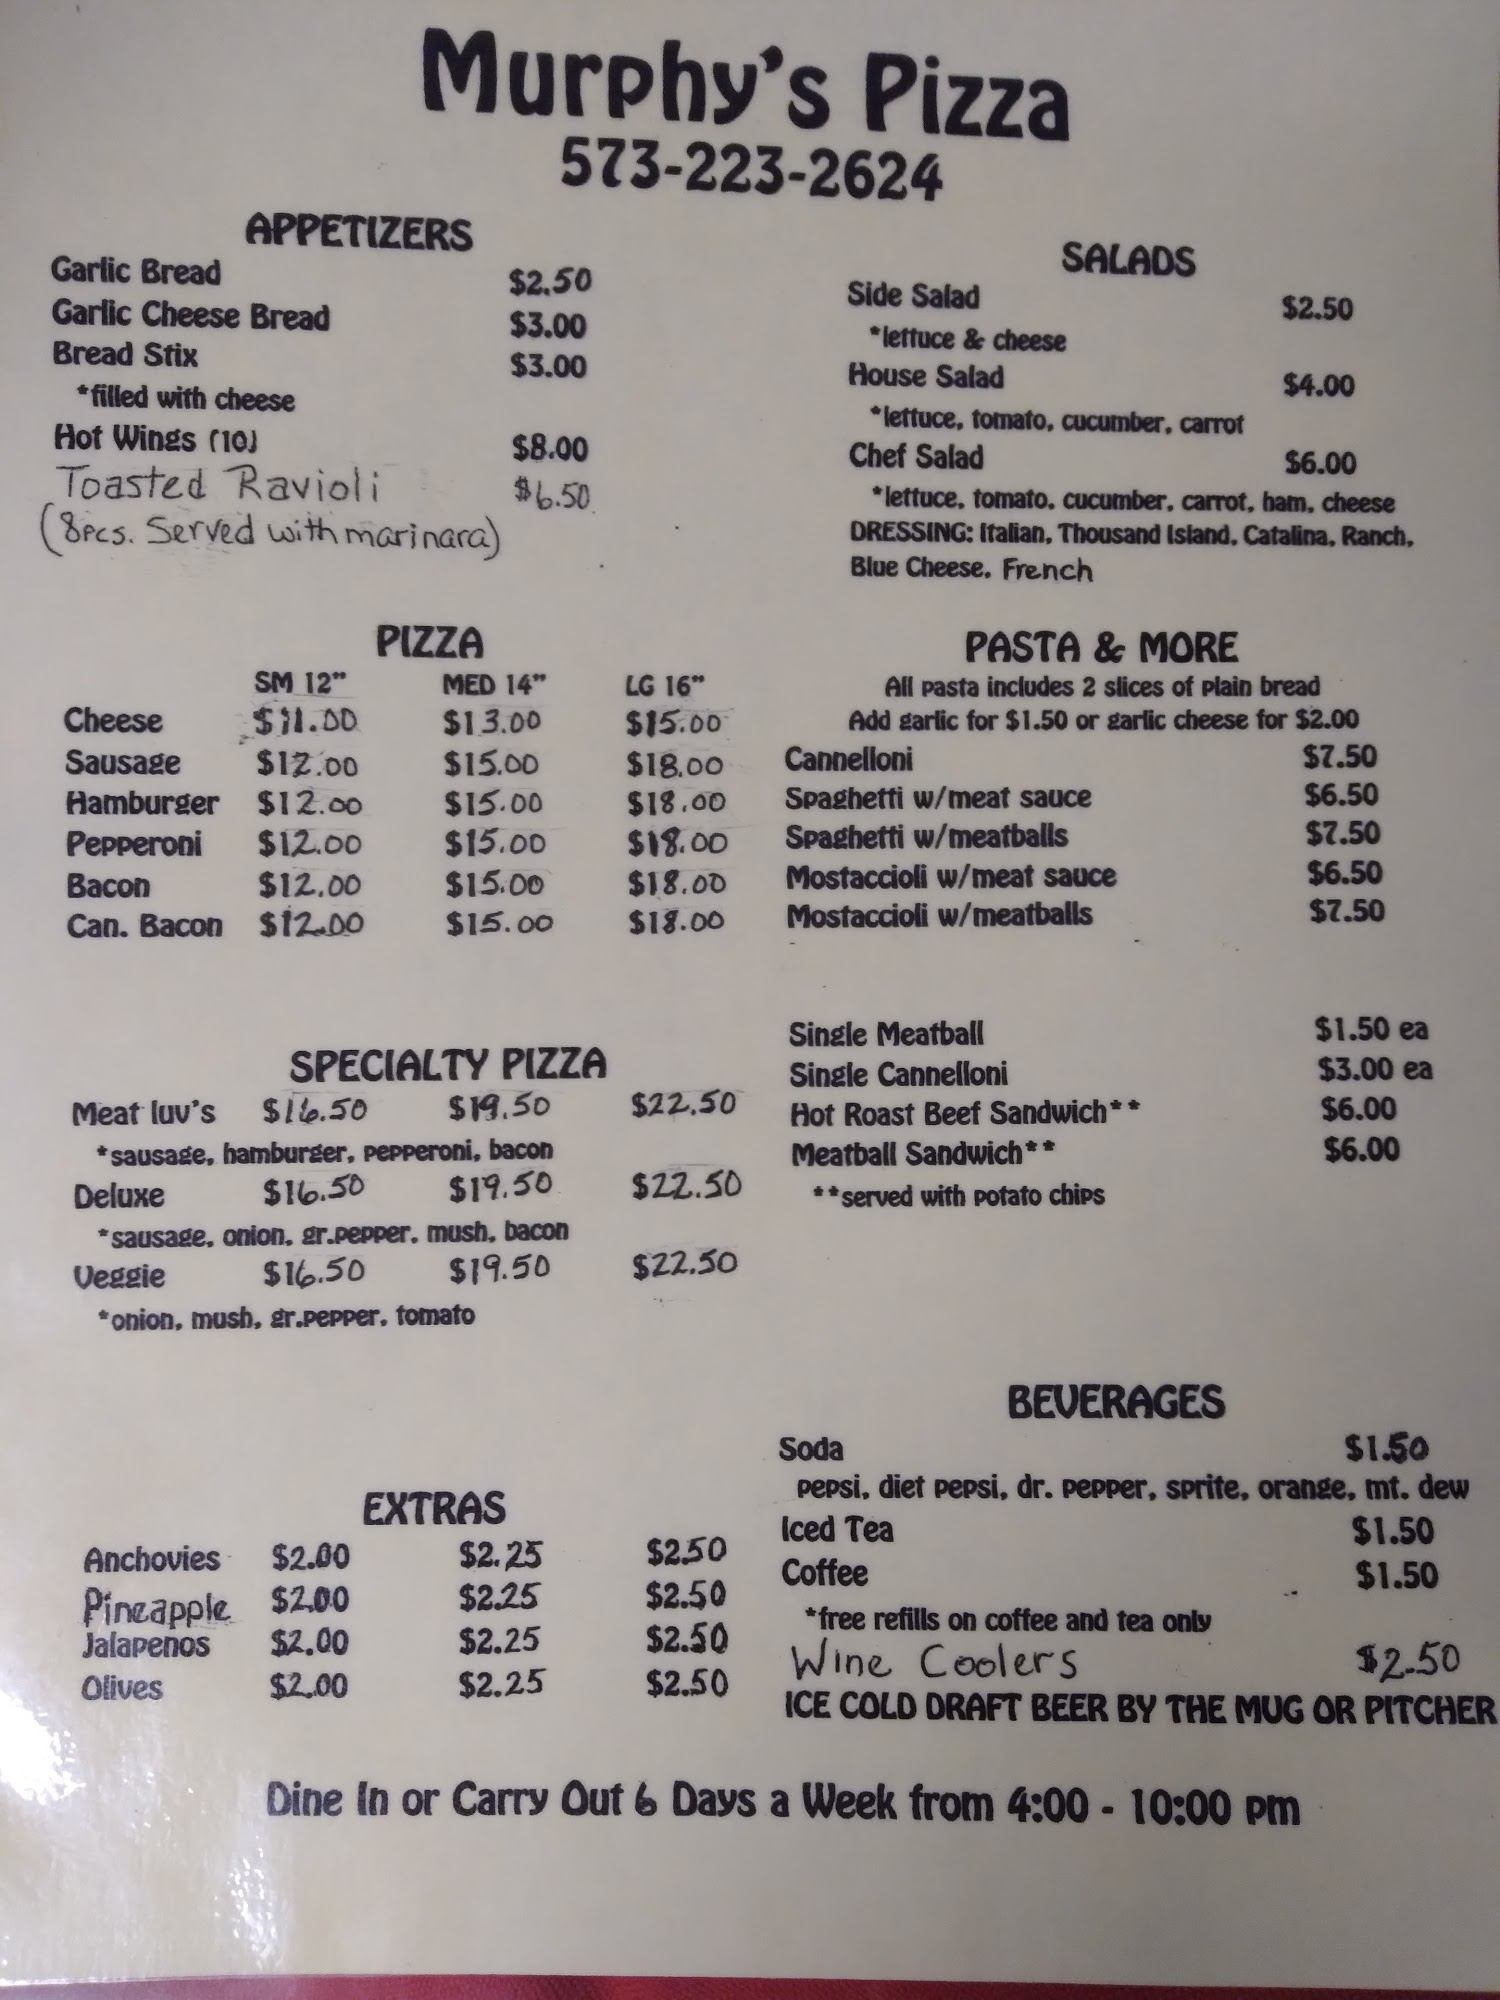 Murphy's Pizza
573-223-2624
APPETIZERS
Garlic Bread $2.50
Garlic Cheese Bread $3.00
Bread Stix $3.00
*filled with cheese
Hot Wings (10) $8.00
Toasted Ravioli $6.50
(8pcs. Served with marinara)
SALADS
Side Salad $2.50
*lettuce & cheese
House Salad $4.00
*lettuce, tomato, cucumber, carrot
Chef Salad $6.00
*lettuce, tomato, cucumber, carrot, ham, cheese
DRESSING: Italian, Thousand Island, Catalina, Ranch,
Blue Cheese, French
PIZZA
SM 12" MED 14" LG 16"
Cheese $11.00 $13.00 $15.00
Sausage $12.00 $15.00 $18.00
Hamburger $12.00 $15.00 $18.00
Pepperoni $12.00 $15.00 $18.00
Bacon $12.00 $15.00 $18.00
Can. Bacon $12.00 $15.00 $18.00
PASTA & MORE
All pasta includes 2 slices of plain bread
Add garlic for $1.50 or garlic cheese for $2.00
Cannelloni $7.50
Spaghetti w/meat sauce $6.50
Spaghetti w/meatballs $7.50
Mostaccioli w/meat sauce $6.50
Mostaccioli w/meatballs $7.50
Single Meatball $1.50 ea
Single Cannelloni $3.00 ea
Hot Roast Beef Sandwich** $6.00
Meatball Sandwich** $6.00
**served with potato chips
SPECIALTY PIZZA
Meat luv's $16.50 $19.50 $22.50
*sausage, hamburger, pepperoni, bacon
Deluxe $16.50 $19.50 $22.50
*sausage, onion, gr.pepper, mush, bacon
Veggie $16.50 $19.50 $22.50
*onion, mush, gr.pepper, tomato
EXTRAS
Anchovies $2.00 $2.25 $2.50
Pineapple $2.00 $2.25 $2.50
Jalapenos $2.00 $2.25 $2.50
Olives $2.00 $2.25 $2.50
BEVERAGES
Soda $1.50
pepsi, diet pepsi, dr. pepper, sprite, orange, mt. dew
Iced Tea $1.50
Coffee $1.50
*free refills on coffee and tea only
Wine Coolers $2.50
ICE COLD DRAFT BEER BY THE MUG OR PITCHER
Dine In or Carry Out 6 Days a Week from 4:00 - 10:00 pm